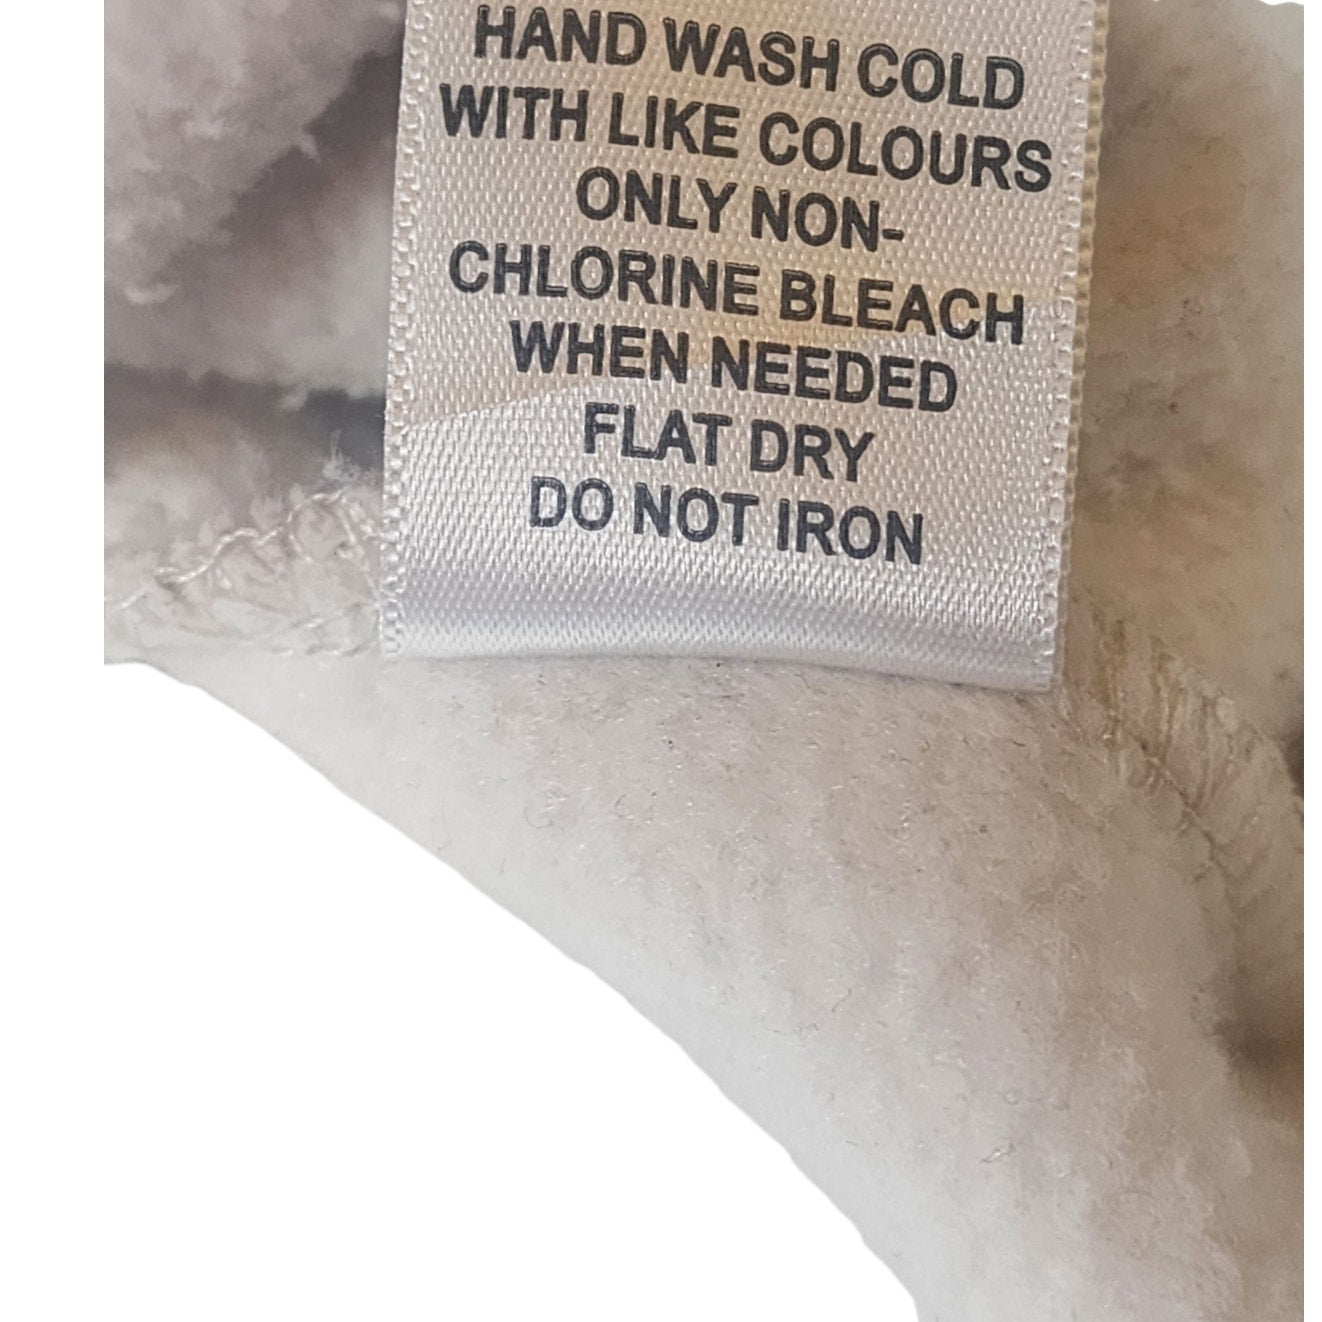 HAND WASH COLD
WITH LIKE COLOURS
ONLY NON-
CHLORINE BLEACH
WHEN NEEDED
FLAT DRY
DO NOT IRON